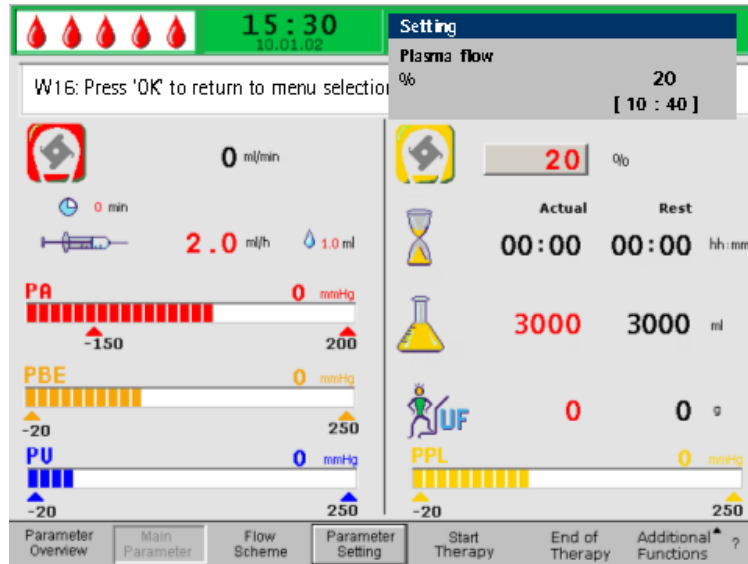 15:30
10.01.02
Setting
Plasma flow
% 20
[ 10 : 40 ]
W16: Press 'OK' to return to menu selection
0 ml/min
20 %
0 min
Actual Rest
2.0 ml/h 1.0 ml
00:00 00:00 hh:mm
PA 0 mmHg
-150 200
3000 3000 ml
PBE 0 mmHg
-20 250
UF 0 0 g
PV 0 mmHg
-20 250
PPL 0 mmHg
-20 250
Parameter Overview
Main Parameter
Flow Scheme
Parameter Setting
Start Therapy
End of Therapy
Additional Functions
?